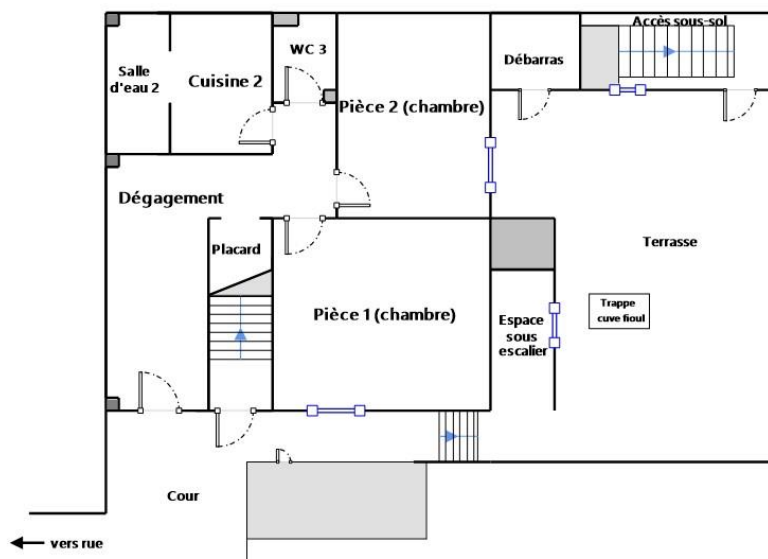 Accès sous-sol
WC 3
Débarras
Salle
d'eau 2
Cuisine 2
Pièce 2 (chambre)
Dégagement
Placard
Terrasse
Pièce 1 (chambre)
Trappe
cuve fioul
Espace
sous
escalier
Cour
vers rue